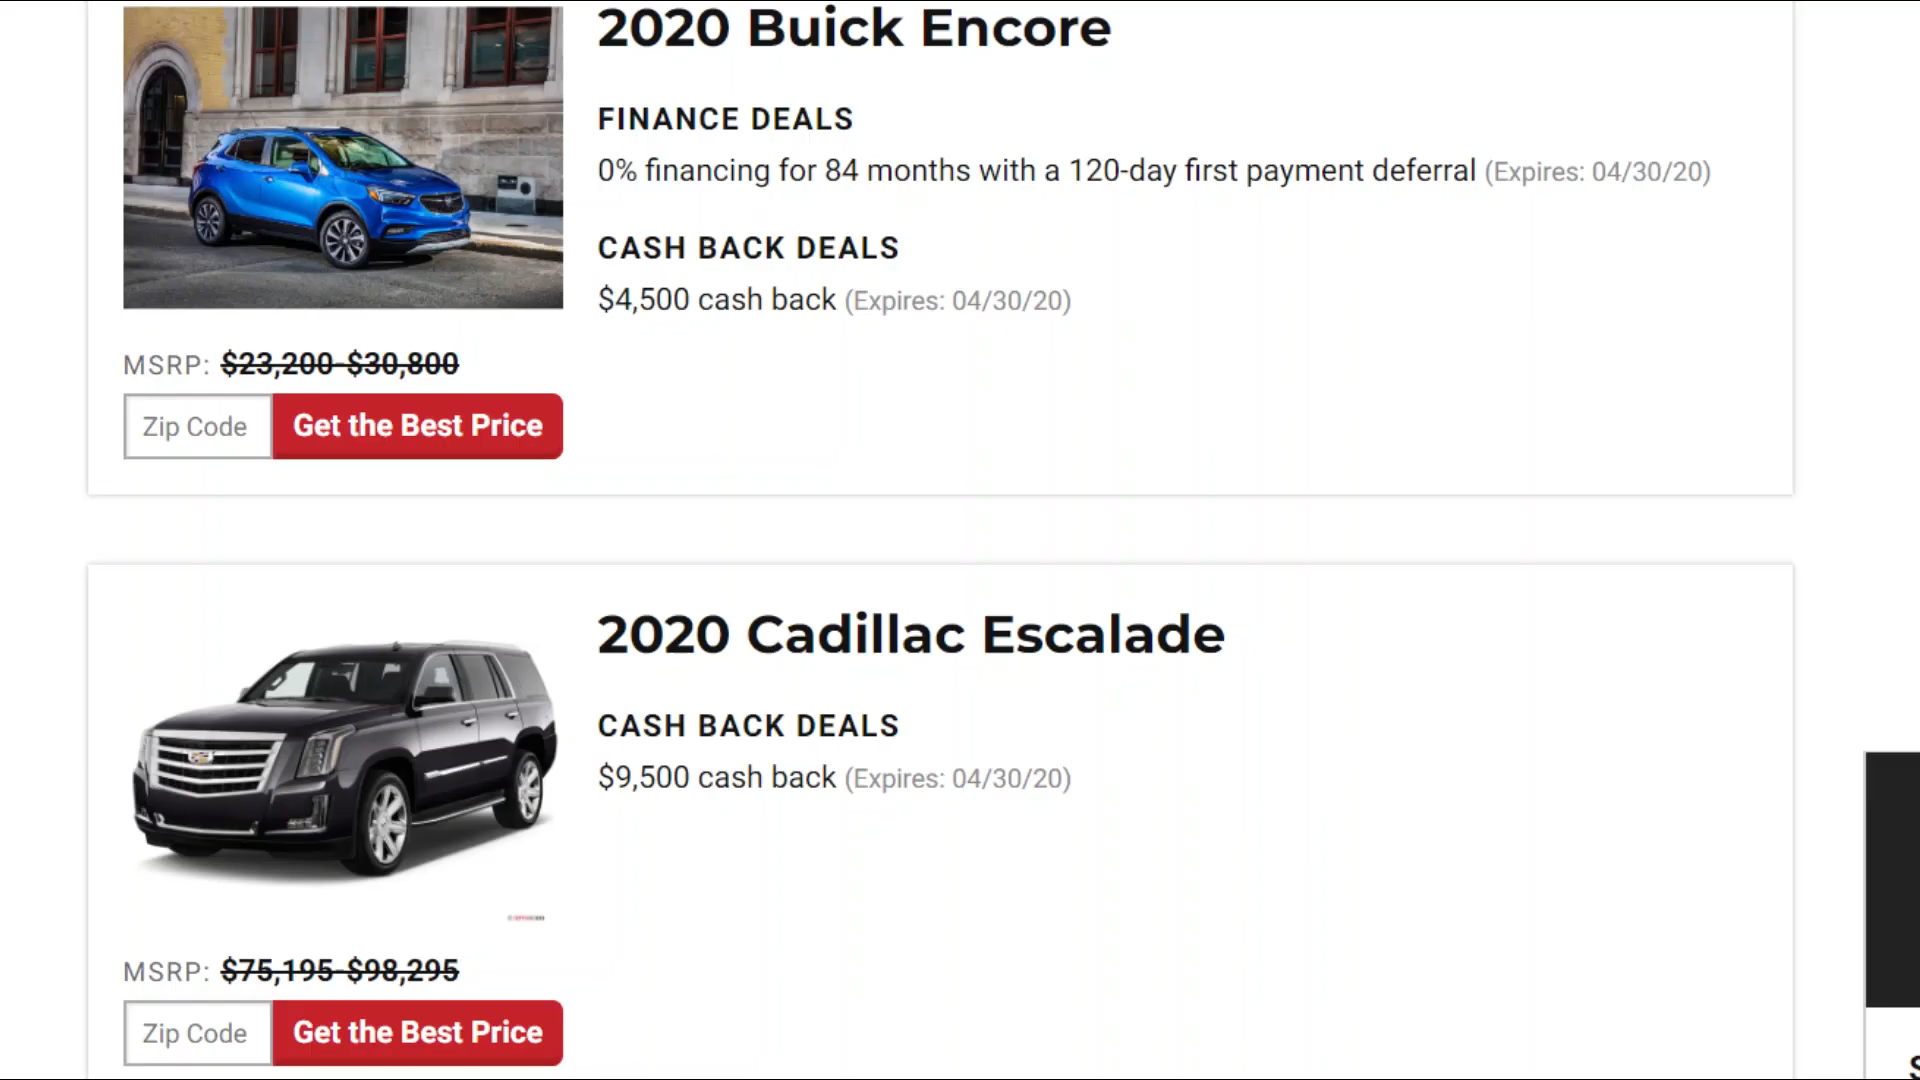 2020 Buick Encore
FINANCE DEALS
0% financing for 84 months with a 120-day first payment deferral (Expires: 04/30/20)
CASH BACK DEALS
$4,500 cash back (Expires: 04/30/20)
MSRP: $23,200-$30,800
Zip Code
Get the Best Price
2020 Cadillac Escalade
CASH BACK DEALS
$9,500 cash back (Expires: 04/30/20)
MSRP: $75,195-$98,295
Zip Code
Get the Best Price